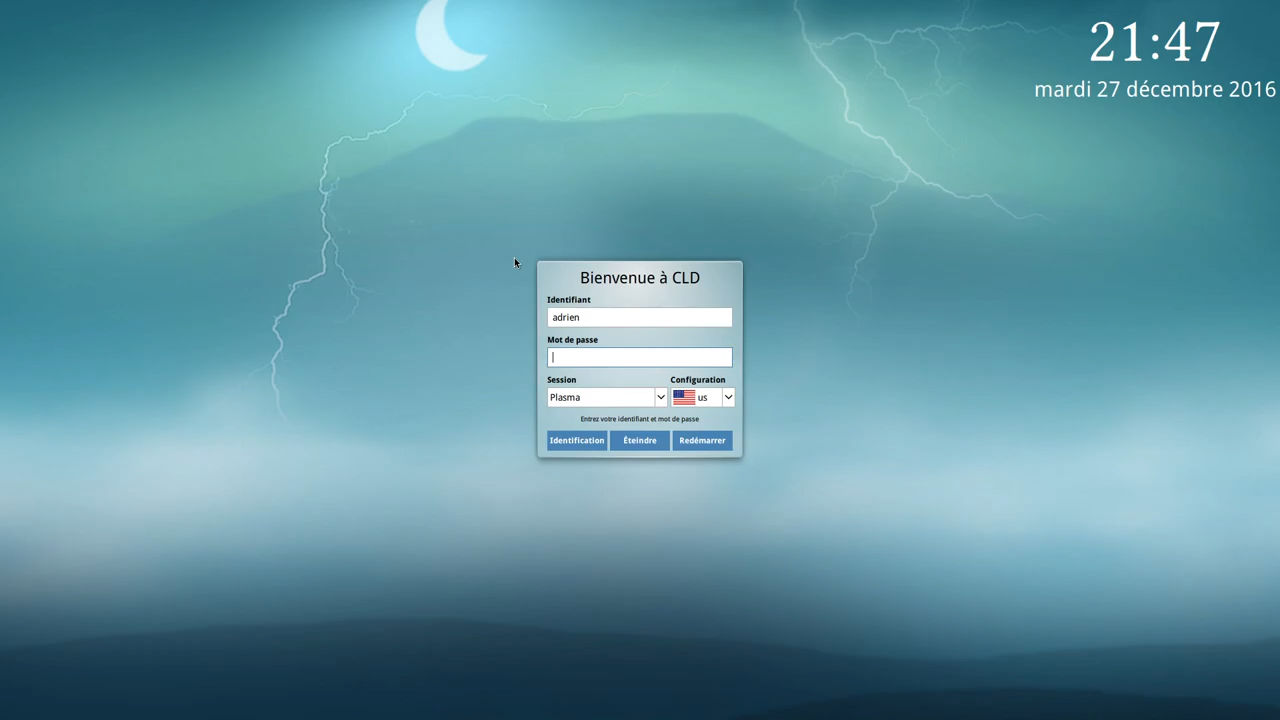 21:47
mardi 27 décembre 2016
Bienvenue à CLD
Identifiant
adrien
Mot de passe
Session Configuration
Plasma us
Entrez votre identifiant et mot de passe
Identification Éteindre Redémarrer